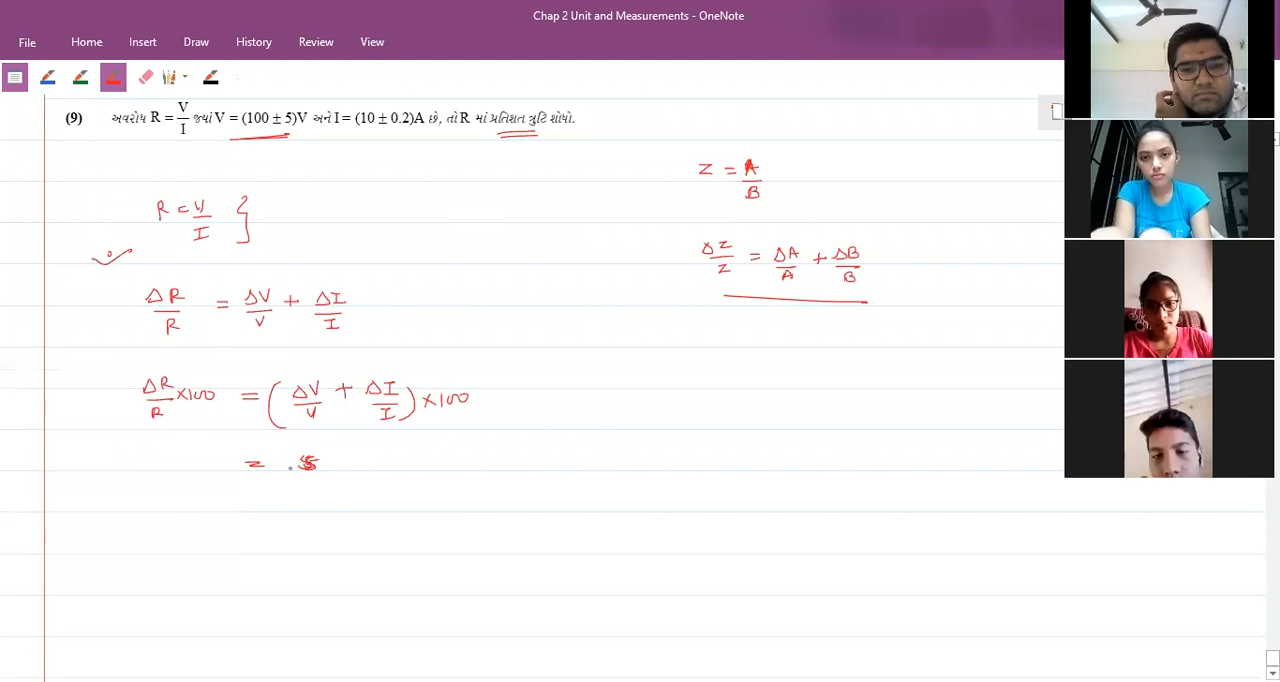 Chap 2 Unit and Measurements - OneNote
File Home Insert Draw History Review View
(9) અવરોધ R = V/I જ્યાં V = (100 ± 5)V અને I = (10 ± 0.2)A છે, તો R માં પ્રતિશત ત્રુટિ શોધો.
Z = A/B
R = V/I }
ΔZ/Z = ΔA/A + ΔB/B
ΔR/R = ΔV/V + ΔI/I
ΔR/R ×100 = (ΔV/V + ΔI/I) ×100
= 5